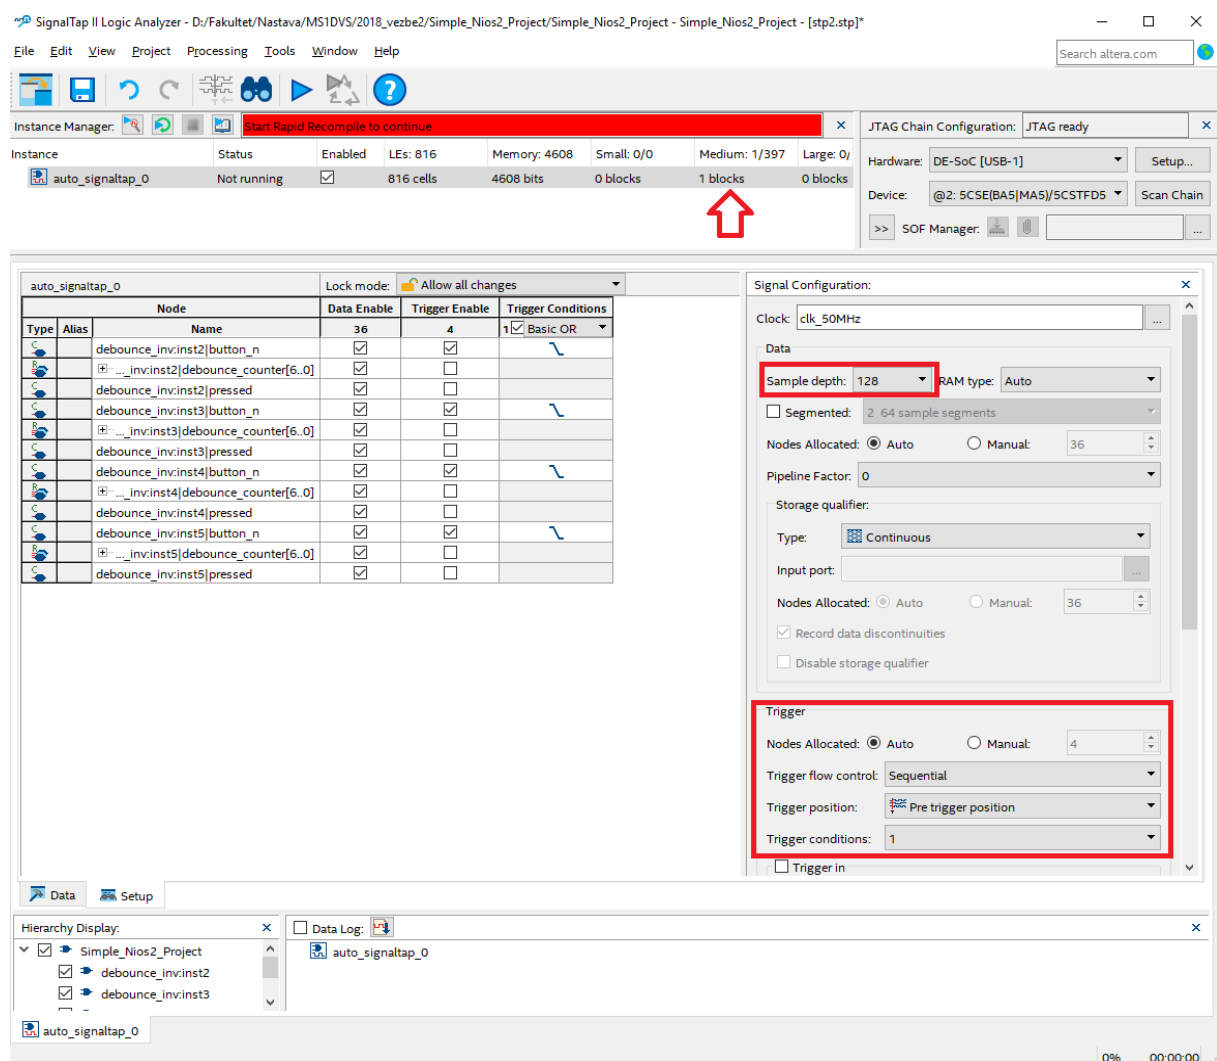 SignalTap II Logic Analyzer - D:/Fakultet/Nastava/MS1DVS/2018_vezbe2/Simple_Nios2_Project/Simple_Nios2_Project - Simple_Nios2_Project - [stp2.stp]*
File Edit View Project Processing Tools Window Help
Search altera.com
Instance Manager: Start Rapid Recompile to continue
Instance Status Enabled LEs: 816 Memory: 4608 Small: 0/0 Medium: 1/397 Large: 0/
auto_signaltap_0 Not running 816 cells 4608 bits 0 blocks 1 blocks 0 blocks
JTAG Chain Configuration: JTAG ready
Hardware: DE-SoC [USB-1] Setup...
Device: @2: 5CSE(BA5|MA5)/5CSTFD5 Scan Chain
>> SOF Manager: ...
auto_signaltap_0 Lock mode: Allow all changes
Node Data Enable Trigger Enable Trigger Conditions
Type Alias Name 36 4 1 Basic OR
debounce_inv:inst2|button_n
..._inv:inst2|debounce_counter[6..0]
debounce_inv:inst2|pressed
debounce_inv:inst3|button_n
..._inv:inst3|debounce_counter[6..0]
debounce_inv:inst3|pressed
debounce_inv:inst4|button_n
..._inv:inst4|debounce_counter[6..0]
debounce_inv:inst4|pressed
debounce_inv:inst5|button_n
..._inv:inst5|debounce_counter[6..0]
debounce_inv:inst5|pressed
Signal Configuration:
Clock: clk_50MHz ...
Data
Sample depth: 128 RAM type: Auto
Segmented: 2 64 sample segments
Nodes Allocated: Auto Manual: 36
Pipeline Factor: 0
Storage qualifier:
Type: Continuous
Input port: ...
Nodes Allocated: Auto Manual: 36
Record data discontinuities
Disable storage qualifier
Trigger
Nodes Allocated: Auto Manual: 4
Trigger flow control: Sequential
Trigger position: Pre trigger position
Trigger conditions: 1
Trigger in
Data Setup
Hierarchy Display:
Simple_Nios2_Project
debounce_inv:inst2
debounce_inv:inst3
Data Log:
auto_signaltap_0
auto_signaltap_0
0% 00:00:00